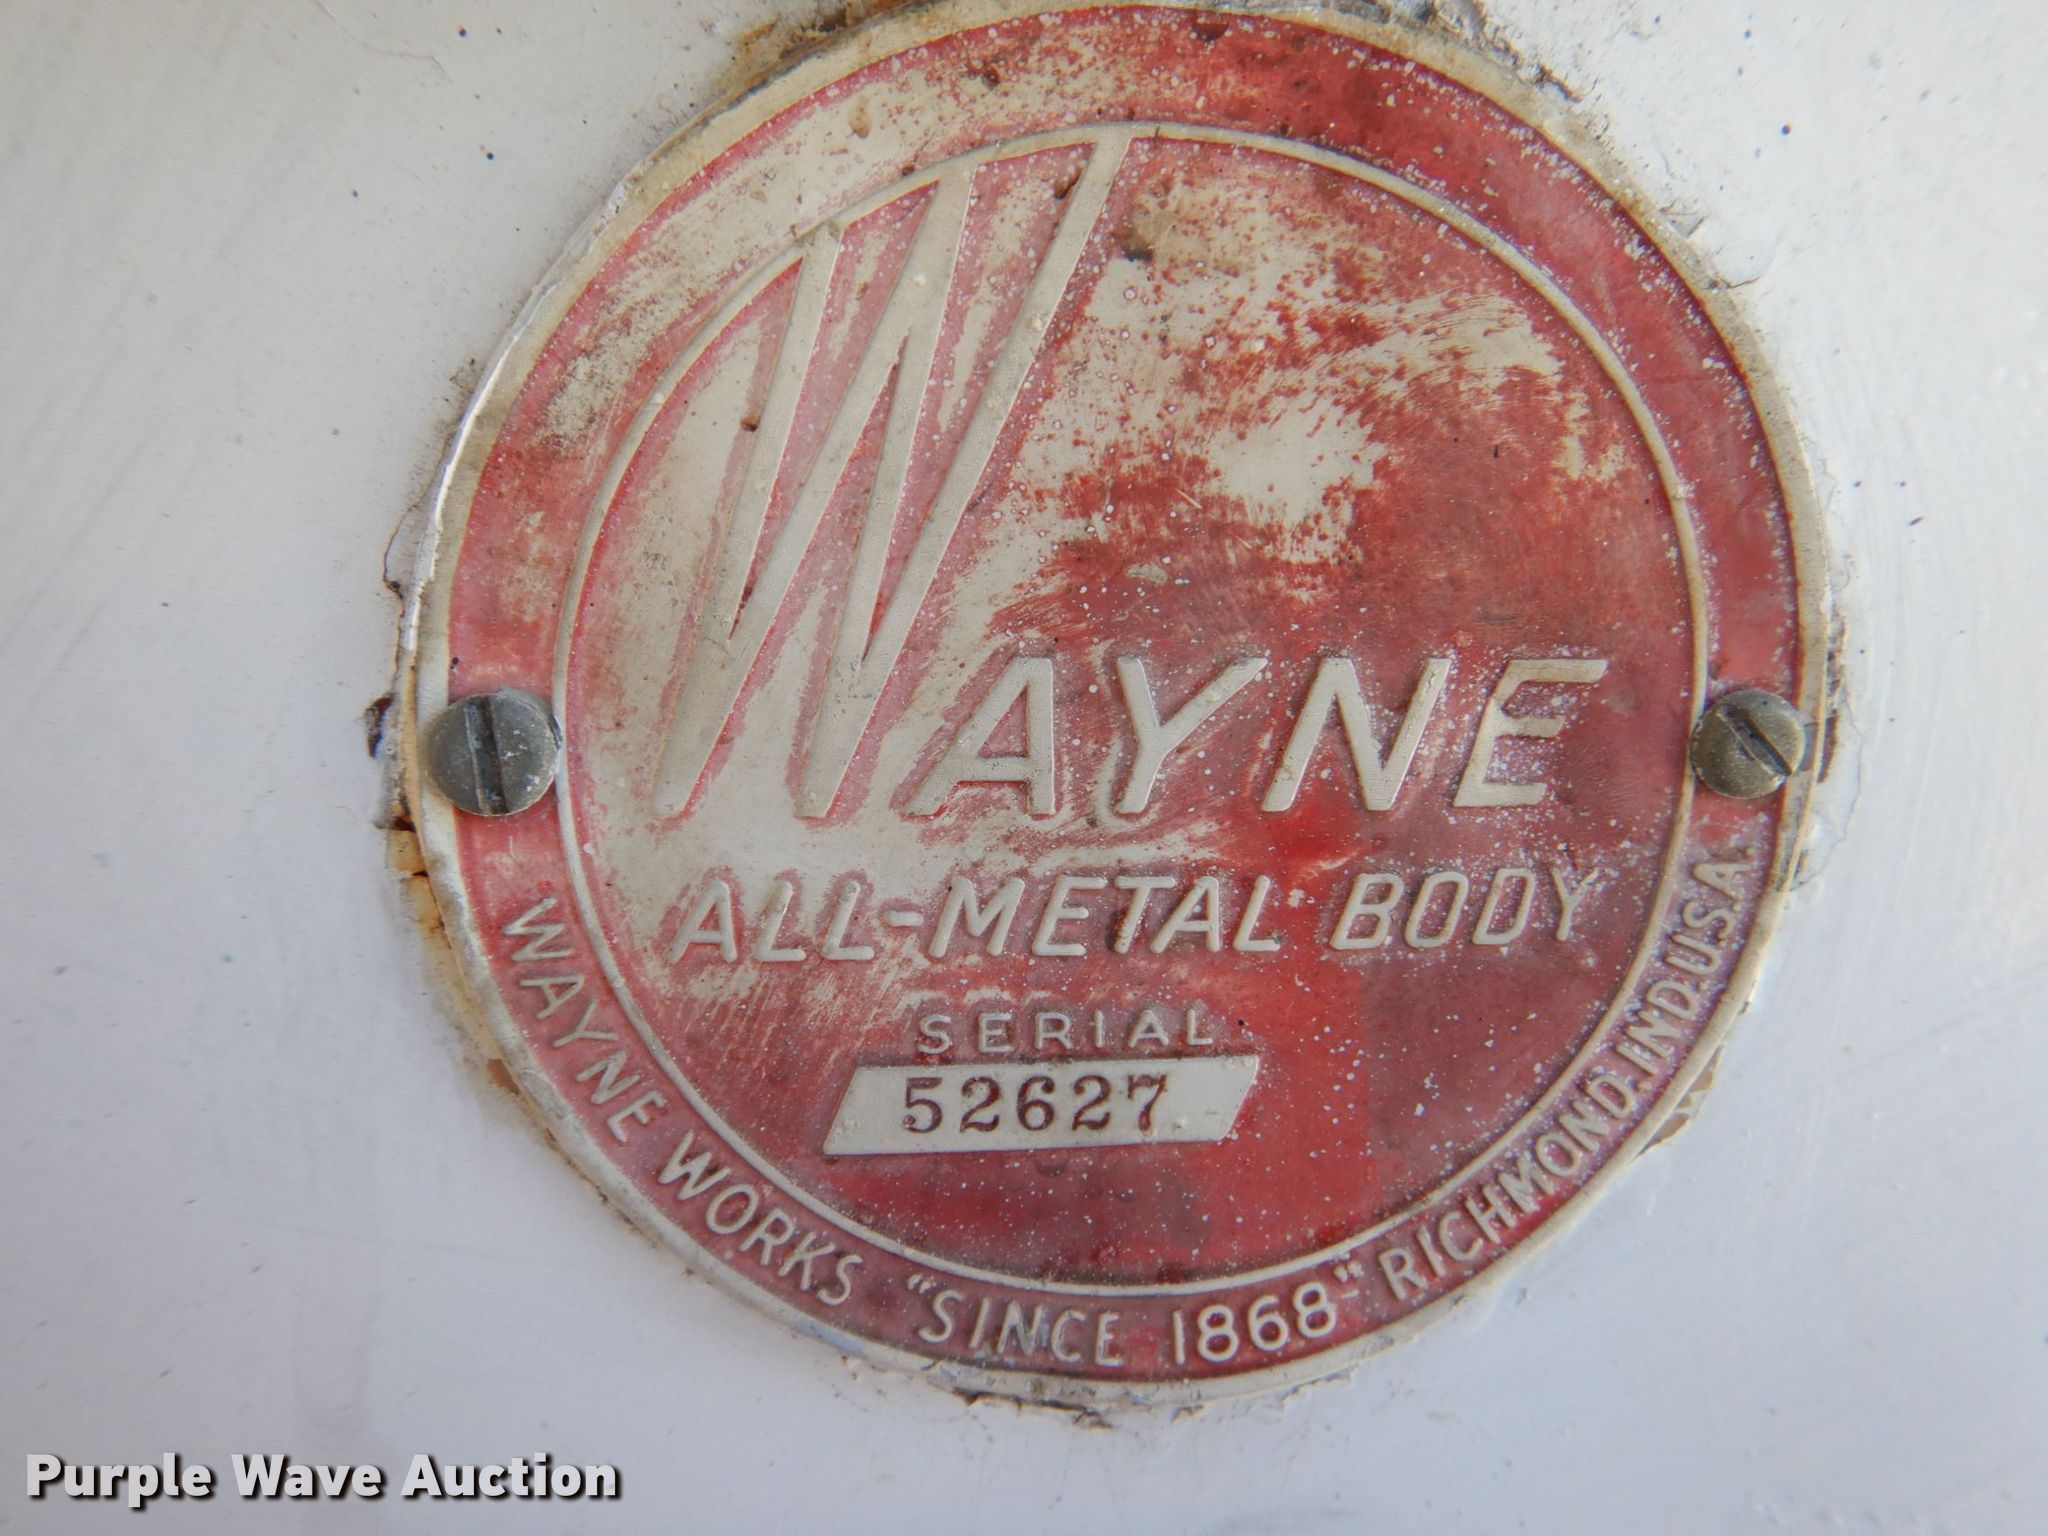 WAYNE
ALL-METAL BODY
SERIAL
52627
WAYNE WORKS "SINCE 1868" RICHMOND. IND. U.S.A.
Purple Wave Auction